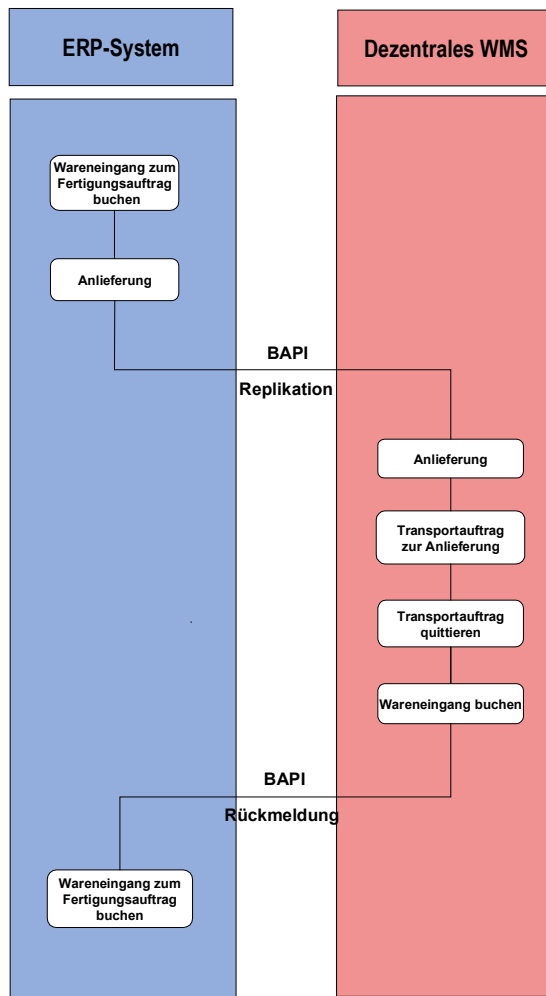 ERP-System
Dezentrales WMS
Wareneingang zum
Fertigungsauftrag
buchen
Anlieferung
BAPI
Replikation
Anlieferung
Transportauftrag
zur Anlieferung
Transportauftrag
quittieren
Wareneingang buchen
BAPI
Rückmeldung
Wareneingang zum
Fertigungsauftrag
buchen